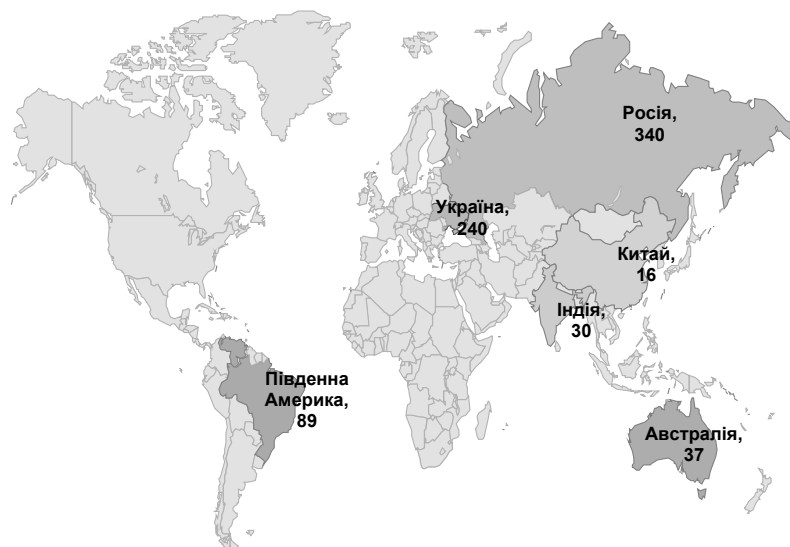 Росія,
340
Україна,
240
Китай,
16
Індія,
30
Південна
Америка,
89
Австралія,
37